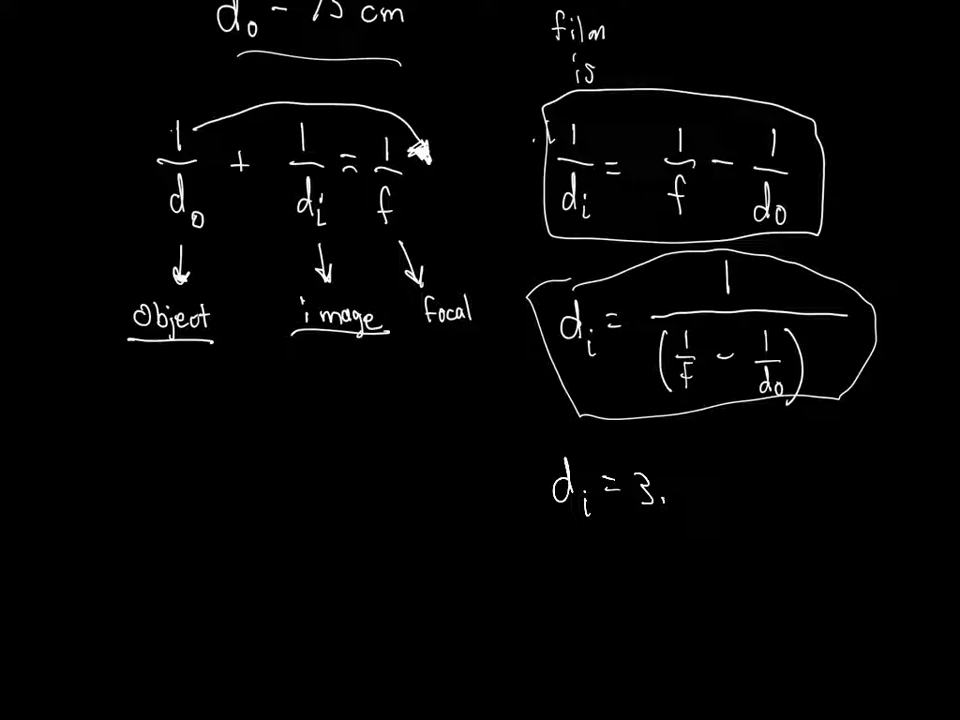 d₀ - 75 cm
film
is
1/d₀ + 1/dᵢ = 1/f
Object
image
focal
1/dᵢ = 1/f - 1/d₀
dᵢ = 1/(1/f - 1/d₀)
dᵢ = 3.